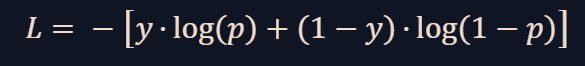 L = − [y · log(p) + (1 − y) · log(1 − p)]